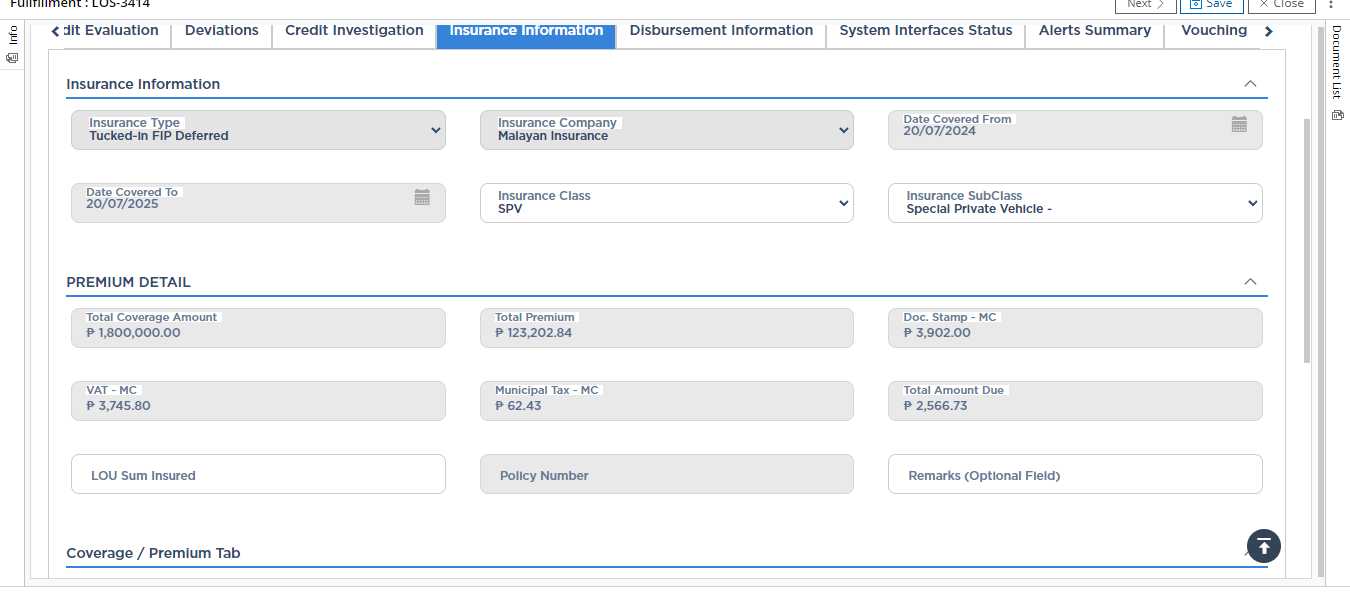 Fullfillment : LOS-3414
Next
Save
Close
Info
dit Evaluation
Deviations
Credit Investigation
Insurance Information
Disbursement Information
System Interfaces Status
Alerts Summary
Vouching
Document List
Insurance Information
Insurance Type
Tucked-In FIP Deferred
Insurance Company
Malayan Insurance
Date Covered From
20/07/2024
Date Covered To
20/07/2025
Insurance Class
SPV
Insurance SubClass
Special Private Vehicle -
PREMIUM DETAIL
Total Coverage Amount
₱ 1,800,000.00
Total Premium
₱ 123,202.84
Doc. Stamp - MC
₱ 3,902.00
VAT - MC
₱ 3,745.80
Municipal Tax - MC
₱ 62.43
Total Amount Due
₱ 2,566.73
LOU Sum Insured
Policy Number
Remarks (Optional Field)
Coverage / Premium Tab